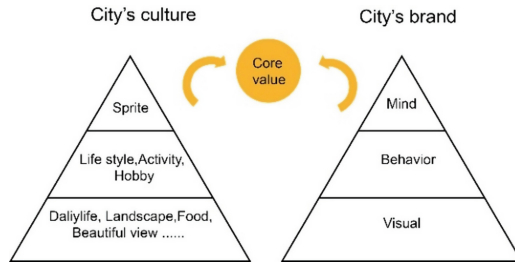 City's culture
City's brand
Core
value
Sprite
Life style,Activity,
Hobby
Daliylife, Landscape,Food,
Beautiful view ......
Mind
Behavior
Visual